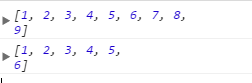 [1, 2, 3, 4, 5, 6, 7, 8,
9]
[1, 2, 3, 4, 5,
6]